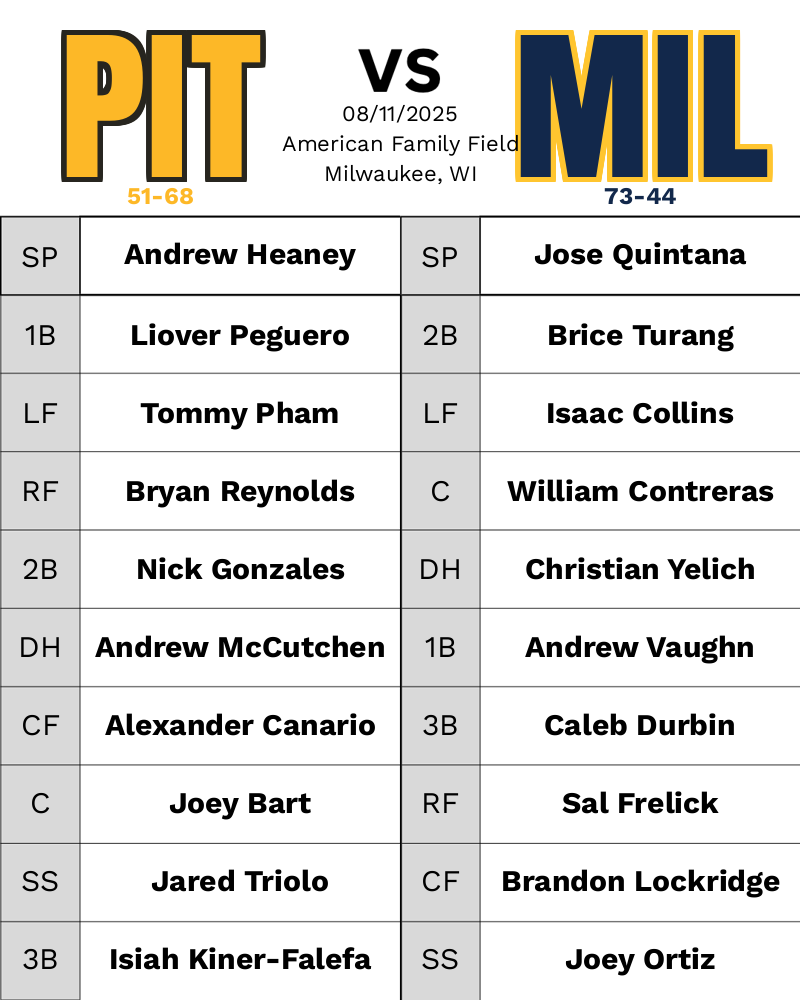 PIT
VS
MIL
08/11/2025
American Family Field
Milwaukee, WI
51-68
73-44
SP Andrew Heaney SP Jose Quintana
1B Liover Peguero 2B Brice Turang
LF Tommy Pham LF Isaac Collins
RF Bryan Reynolds C William Contreras
2B Nick Gonzales DH Christian Yelich
DH Andrew McCutchen 1B Andrew Vaughn
CF Alexander Canario 3B Caleb Durbin
C Joey Bart RF Sal Frelick
SS Jared Triolo CF Brandon Lockridge
3B Isiah Kiner-Falefa SS Joey Ortiz